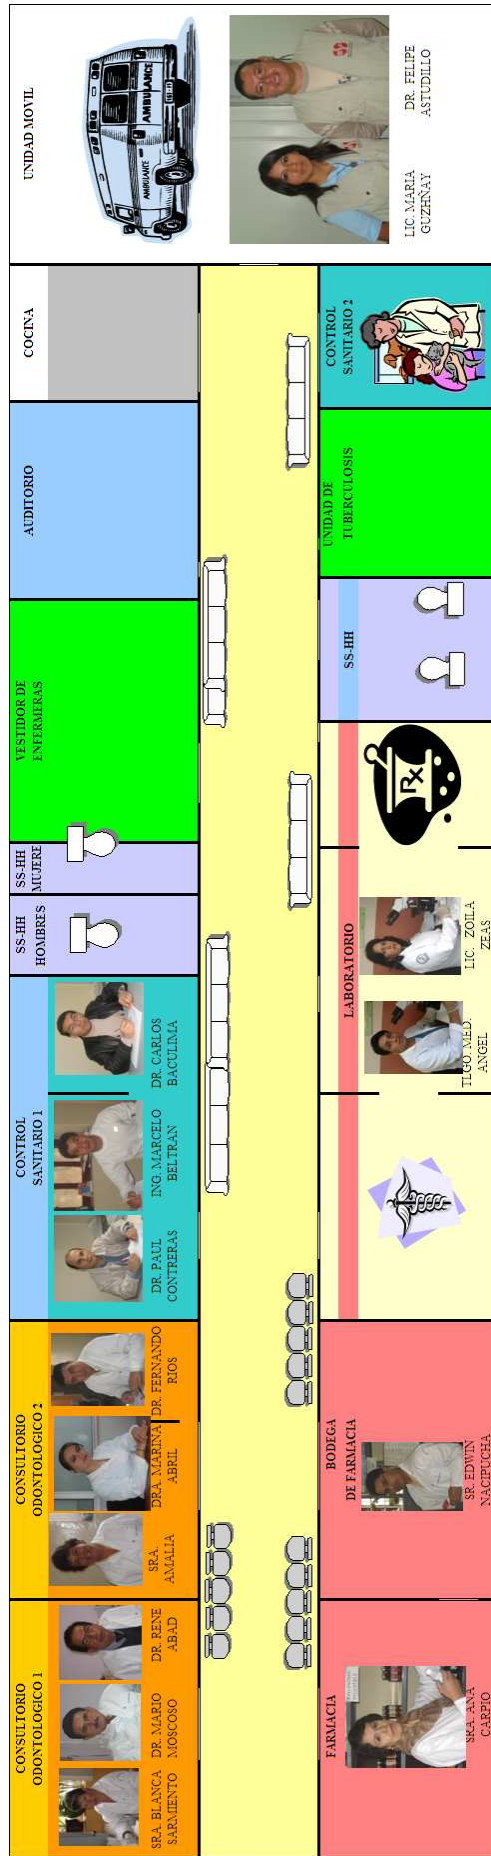 CONSULTORIO
ODONTOLOGICO 1
SRA. BLANCA
SARMIENTO
DR. MARIO
MOSCOSO
DR. RENE
ABAD
CONSULTORIO
ODONTOLOGICO 2
SRA.
AMALIA
DRA. MARINA
ABRIL
DR. FERNANDO
RIOS
CONTROL
SANITARIO 1
DR. PAUL
CONTRERAS
ING. MARCELO
BELTRAN
DR. CARLOS
BACULIMA
SS-HH
HOMBRES
SS-HH
MUJERE
VESTIDOR DE
ENFERMERAS
AUDITORIO
COCINA
UNIDAD MOVIL
AMBULANCE
AMBULANCE
LIC. MARIA
GUZHÑAY
DR. FELIPE
ASTUDILLO
FARMACIA
SRA. ANA
CARPIO
BODEGA
DE FARMACIA
SR. EDWIN
NACIPUCHA
LABORATORIO
TLGO. MED.
ANGEL
LIC. ZOILA
ZEAS
Rx
SS-HH
UNIDAD DE
TUBERCULOSIS
CONTROL
SANITARIO 2